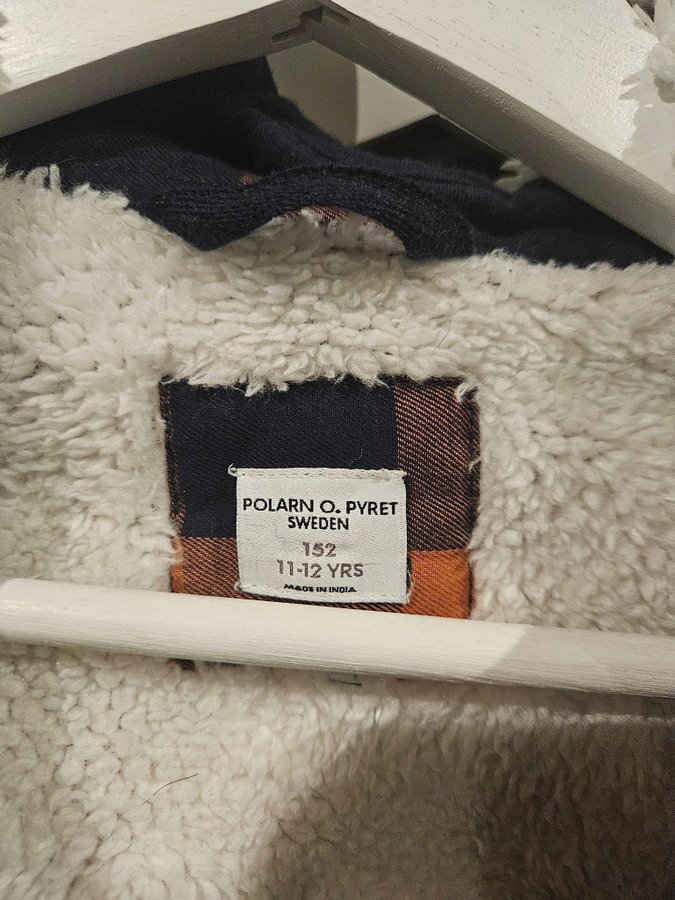 POLARN O. PYRET
SWEDEN
152
11-12 YRS
MADE IN INDIA